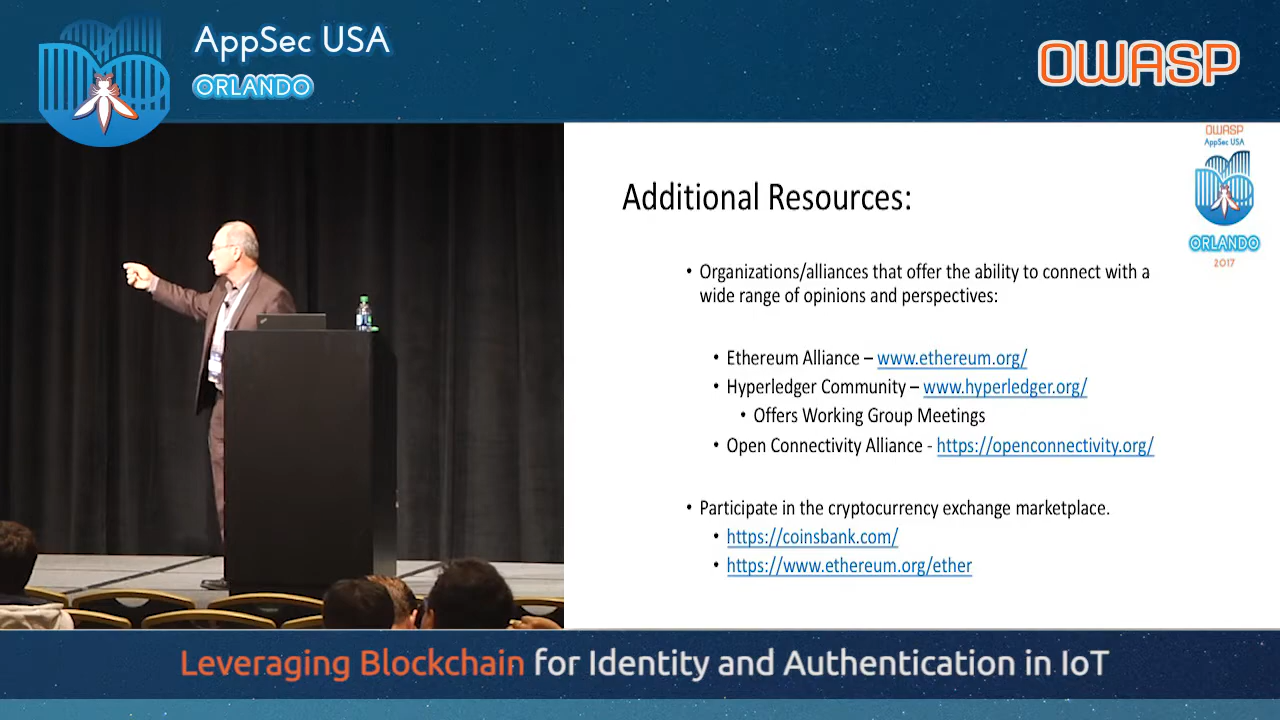 AppSec USA
ORLANDO
OWASP
OWASP
AppSec USA
ORLANDO
2017
Additional Resources:
• Organizations/alliances that offer the ability to connect with a
wide range of opinions and perspectives:
• Ethereum Alliance – www.ethereum.org/
• Hyperledger Community – www.hyperledger.org/
• Offers Working Group Meetings
• Open Connectivity Alliance - https://openconnectivity.org/
• Participate in the cryptocurrency exchange marketplace.
• https://coinsbank.com/
• https://www.ethereum.org/ether
Leveraging Blockchain for Identity and Authentication in IoT